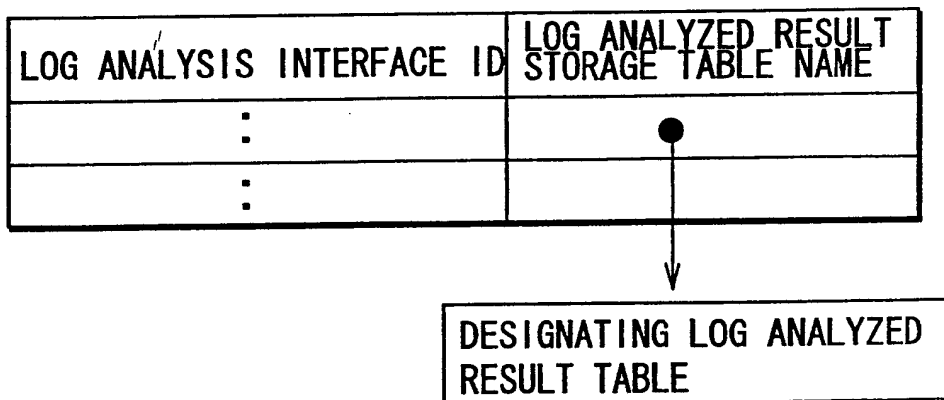 LOG ANALYSIS INTERFACE ID
LOG ANALYZED RESULT
STORAGE TABLE NAME
:
:
DESIGNATING LOG ANALYZED
RESULT TABLE